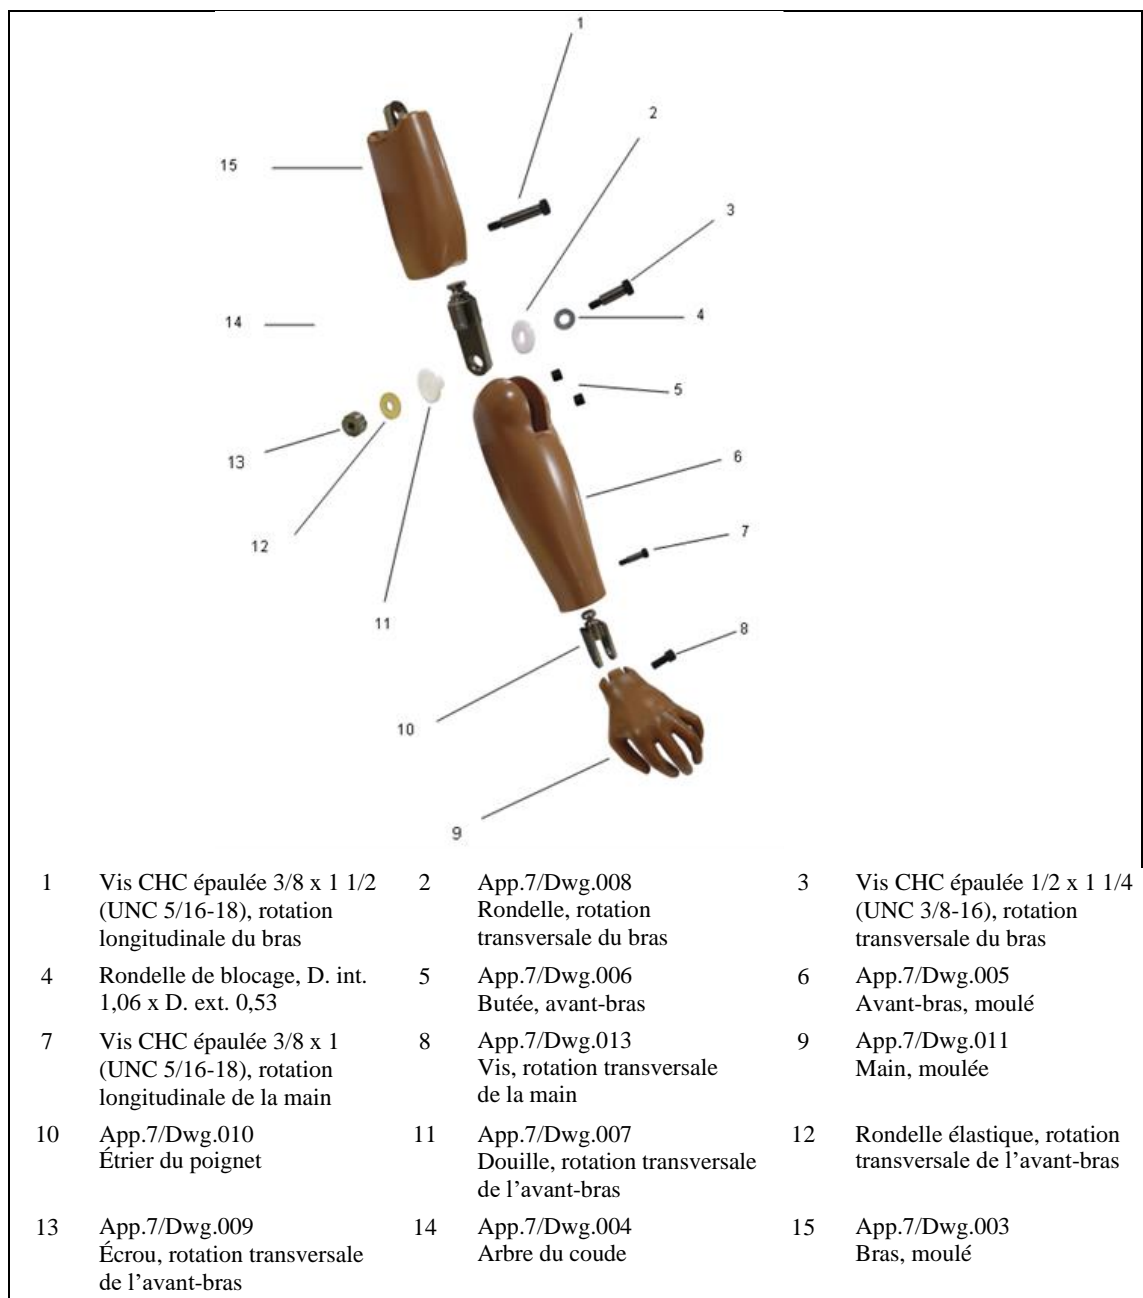 1
2
15
3
14
4
5
13
6
12
7
11
8
10
9
1 Vis CHC épaulée 3/8 x 1 1/2
(UNC 5/16-18), rotation
longitudinale du bras
2 App.7/Dwg.008
Rondelle, rotation
transversale du bras
3 Vis CHC épaulée 1/2 x 1 1/4
(UNC 3/8-16), rotation
transversale du bras
4 Rondelle de blocage, D. int.
1,06 x D. ext. 0,53
5 App.7/Dwg.006
Butée, avant-bras
6 App.7/Dwg.005
Avant-bras, moulé
7 Vis CHC épaulée 3/8 x 1
(UNC 5/16-18), rotation
longitudinale de la main
8 App.7/Dwg.013
Vis, rotation transversale
de la main
9 App.7/Dwg.011
Main, moulée
10 App.7/Dwg.010
Étrier du poignet
11 App.7/Dwg.007
Douille, rotation transversale
de l’avant-bras
12 Rondelle élastique, rotation
transversale de l’avant-bras
13 App.7/Dwg.009
Écrou, rotation transversale
de l’avant-bras
14 App.7/Dwg.004
Arbre du coude
15 App.7/Dwg.003
Bras, moulé